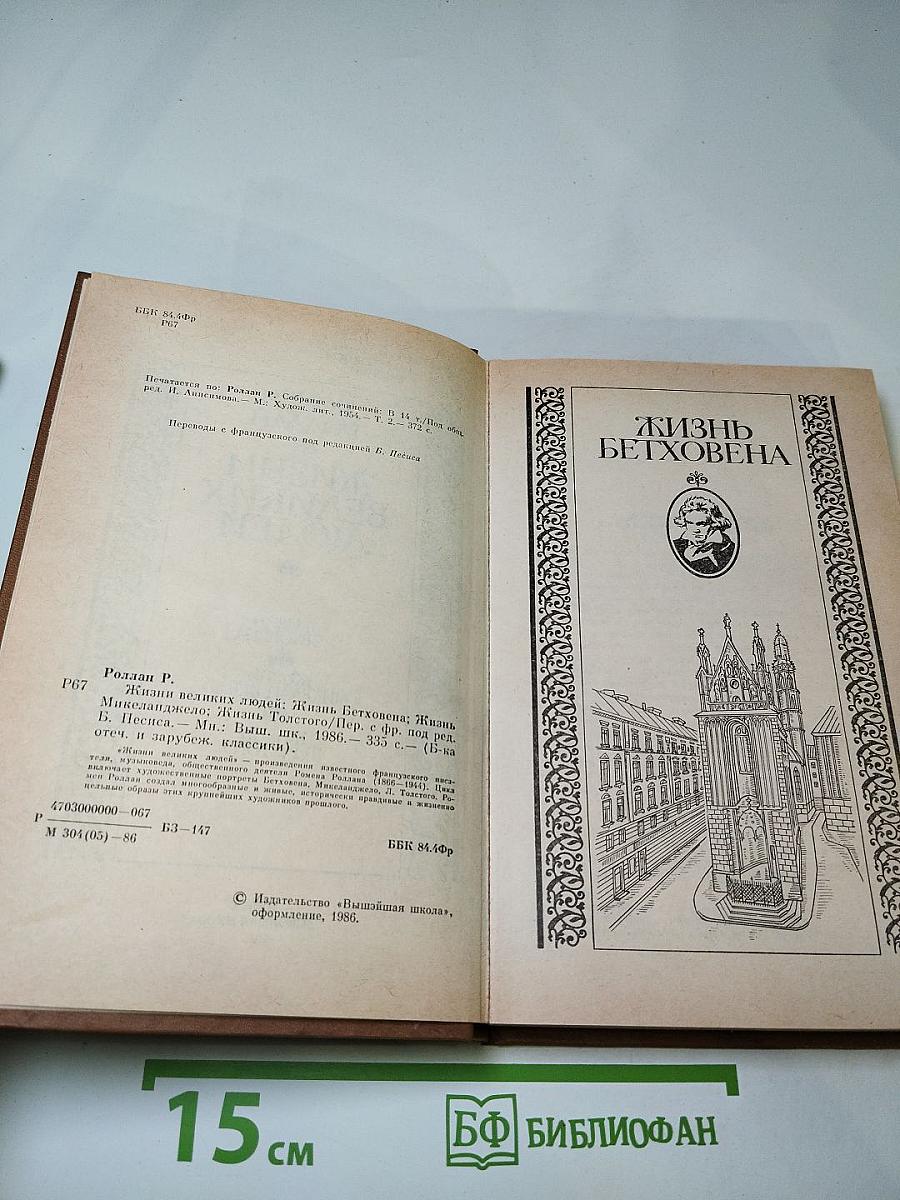 ББК 84.4Фр
Р67
Печатается по: Роллан Р. Собрание сочинений: В 14 т./Под общ.
ред. И. Анисимова.— М.: Худож. лит., 1954.— Т. 2.— 372 с.
Переводы с французского под редакцией Б. Песиса
Роллан Р.
Р67 Жизни великих людей: Жизнь Бетховена; Жизнь
Микеланджело; Жизнь Толстого/Пер. с фр. под ред.
Б. Песиса.— Мн.: Выш. шк., 1986.— 335 с.— (Б-ка
отеч. и зарубеж. классики).
«Жизни великих людей» — произведения известного французского писа-
теля, музыковеда, общественного деятеля Ромена Роллана (1866—1944). Цикл
включает художественные портреты Бетховена, Микеланджело, Л. Толстого. Ро-
мен Роллан создал многообразные и живые, исторически правдивые и жизненно
цельные образы этих крупнейших художников прошлого.
Р 4703000000—067
М 304(05)—86
БЗ—147
ББК 84.4Фр
© Издательство «Вышэйшая школа»,
оформление, 1986.
ЖИЗНЬ
БЕТХОВЕНА
15 см
БФ БИБЛИОФАН